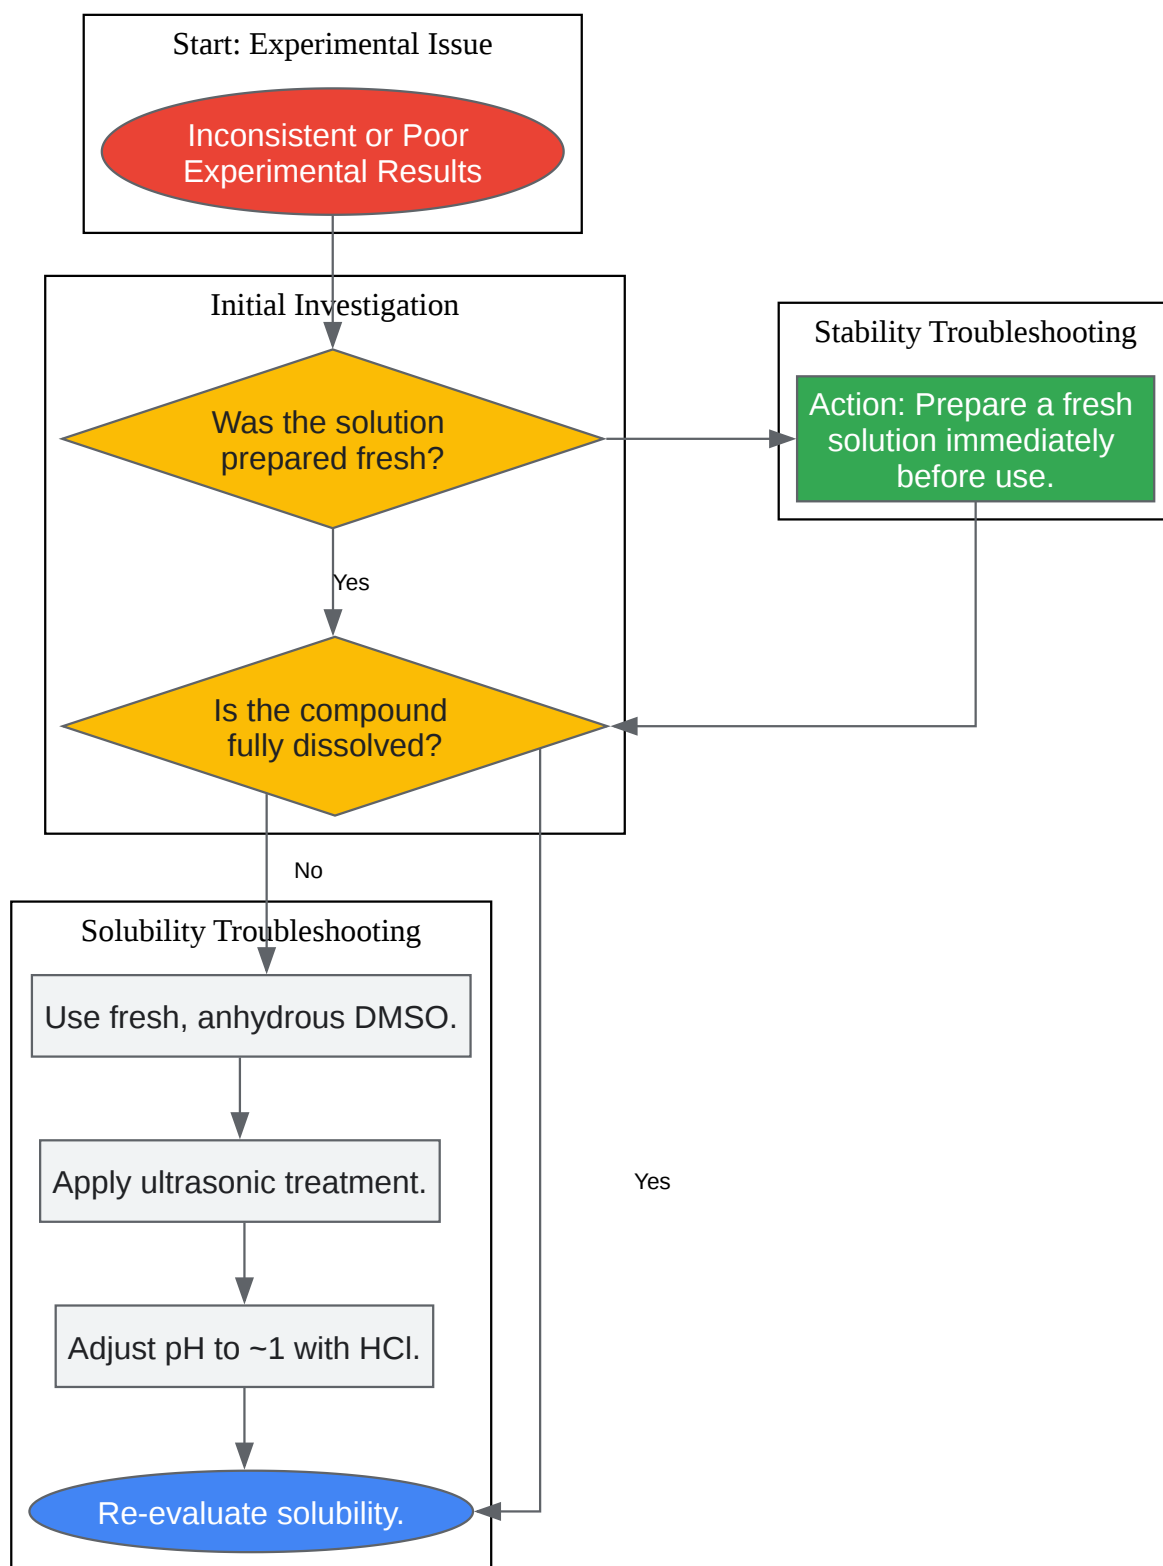 Start: Experimental Issue
Inconsistent or Poor
Experimental Results
Initial Investigation
Was the solution
prepared fresh?
Stability Troubleshooting
Action: Prepare a fresh
solution immediately
before use.
Yes
Is the compound
fully dissolved?
No
Solubility Troubleshooting
Use fresh, anhydrous DMSO.
Apply ultrasonic treatment.
Yes
Adjust pH to ~1 with HCl.
Re-evaluate solubility.